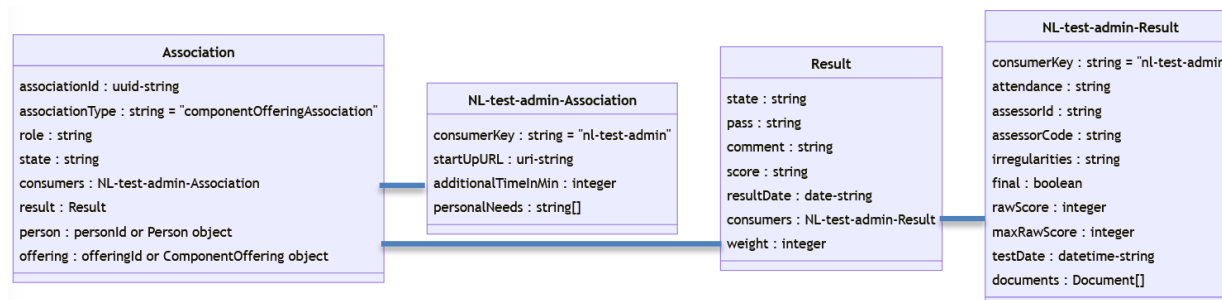 Association
associationId : uuid-string
associationType : string = "componentOfferingAssociation"
role : string
state : string
consumers : NL-test-admin-Association
result : Result
person : personId or Person object
offering : offeringId or ComponentOffering object
NL-test-admin-Association
consumerKey : string = "nl-test-admin"
startUpURL : uri-string
additionalTimeInMin : integer
personalNeeds : string[]
Result
state : string
pass : string
comment : string
score : string
resultDate : date-string
consumers : NL-test-admin-Result
weight : integer
NL-test-admin-Result
consumerKey : string = "nl-test-admin
attendance : string
assessorId : string
assessorCode : string
irregularities : string
final : boolean
rawScore : integer
maxRawScore : integer
testDate : datetime-string
documents : Document[]